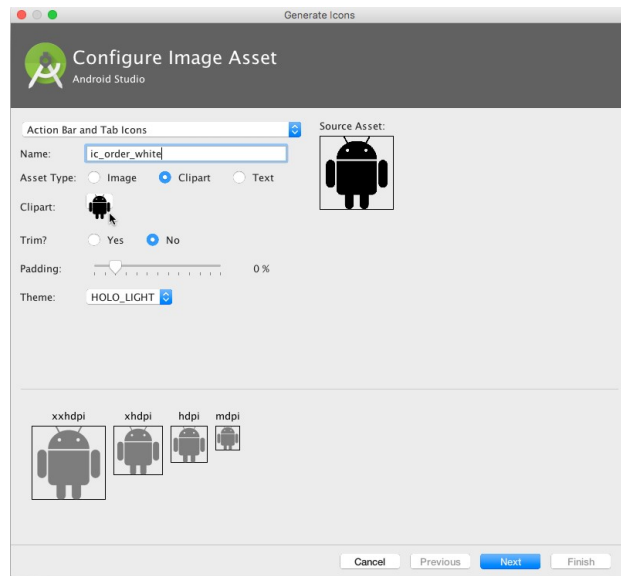 Generate Icons
Configure Image Asset
Android Studio
Action Bar and Tab Icons
Source Asset:
Name: ic_order_white
Asset Type: Image Clipart Text
Clipart:
Trim? Yes No
Padding: 0 %
Theme: HOLO_LIGHT
xxhdpi xhdpi hdpi mdpi
Cancel Previous Next Finish